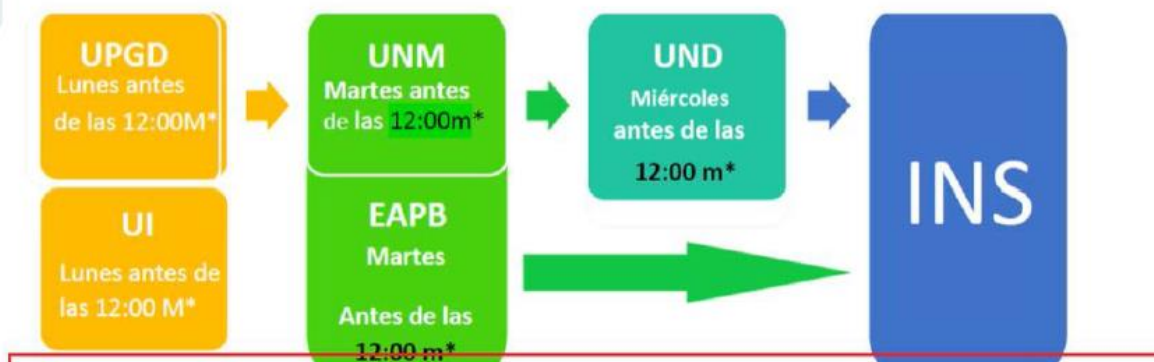 UPGD
Lunes antes
de las 12:00M*
UI
Lunes antes de
las 12:00 M*
UNM
Martes antes
de las 12:00m*
EAPB
Martes
Antes de las
12:00 m*
UND
Miércoles
antes de las
12:00 m*
INS